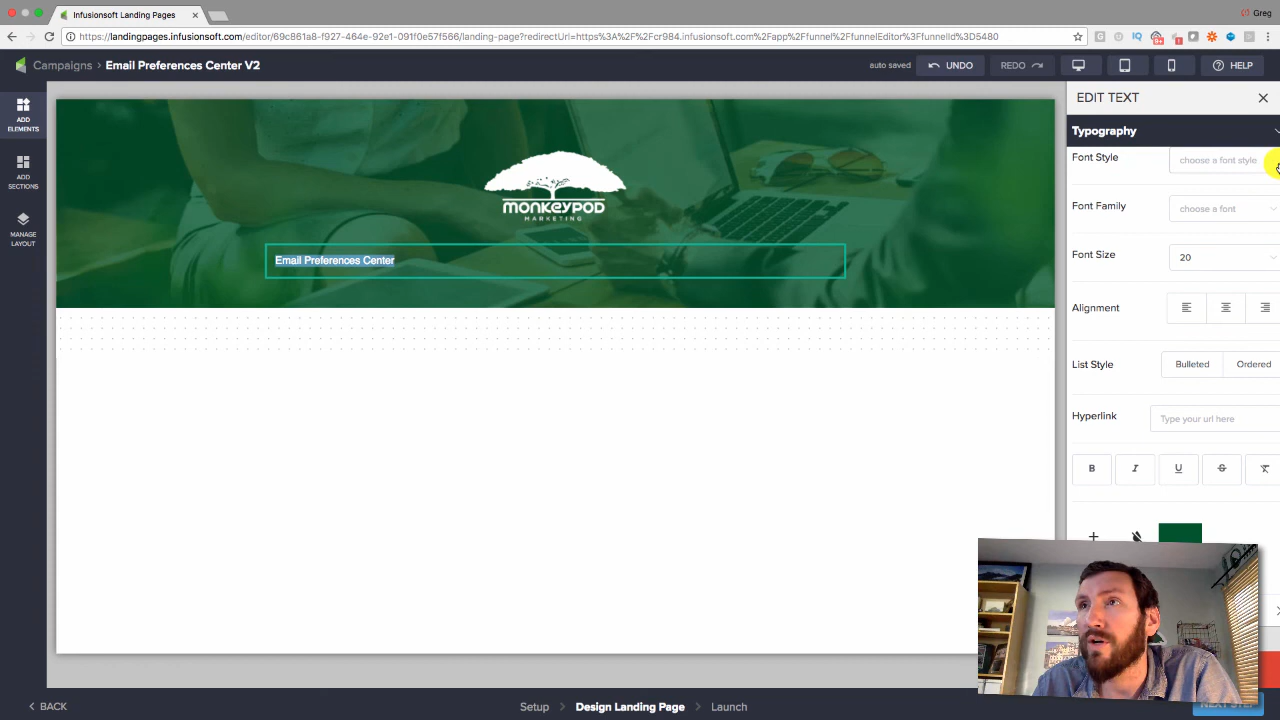 Infusionsoft Landing Pages
Greg
https://landingpages.infusionsoft.com/editor/69c861a8-f927-464e-92e1-091f0e57f566/landing-page?redirectUrl=https%3A%2F%2Fcr984.infusionsoft.com%2Fapp%2Ffunnel%2FfunnelEditor%3FfunnelId%3D5480
Campaigns > Email Preferences Center V2
auto saved
UNDO
REDO
HELP
ADD
ELEMENTS
ADD
SECTIONS
MANAGE
LAYOUT
MONKEYPOD
MARKETING
Email Preferences Center
EDIT TEXT
Typography
Font Style
choose a font style
Font Family
choose a font
Font Size
20
Alignment
List Style
Bulleted
Ordered
Hyperlink
Type your url here
B
I
U
S
BACK
Setup
Design Landing Page
Launch
NEXT STEP